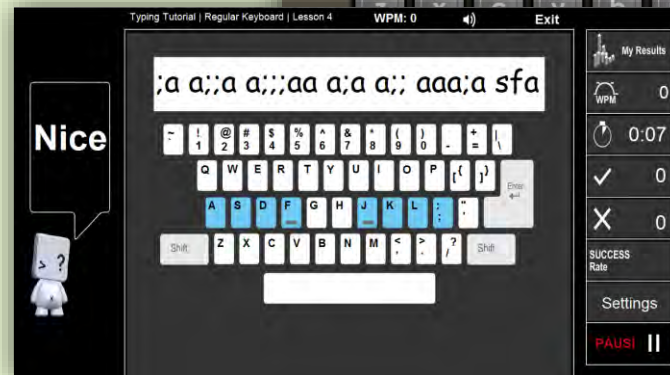 Typing Tutorial | Regular Keyboard | Lesson 4
WPM: 0
Exit
;a a;;a a;;;aa a;a a;; aaa;a sfa
Nice
~ ! 1 @ 2 # 3 $ 4 % 5 ^ 6 & 7 * 8 ( 9 ) 0 - + = | \
Q W E R T Y U I O P { [ } ] Enter
A S D F G H J K L : ; " '
Shift Z X C V B N M < , > . ? / Shift
> ?
My Results
WPM 0
0:07
0
0
SUCCESS
Rate
Settings
PAUS